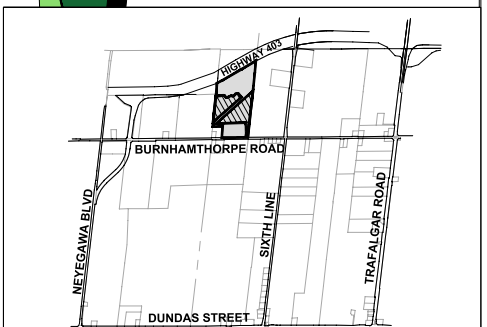 HIGHWAY 403
BURNHAMTHORPE ROAD
NEYEGAWA BLVD
SIXTH LINE
TRAFALGAR ROAD
DUNDAS STREET